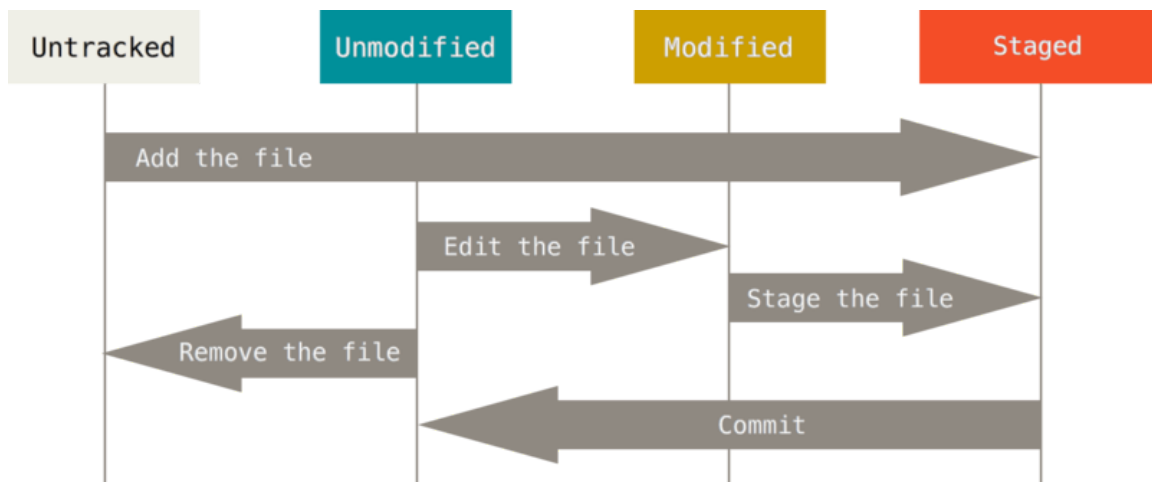 Untracked
Unmodified
Modified
Staged
Add the file
Edit the file
Stage the file
Remove the file
Commit